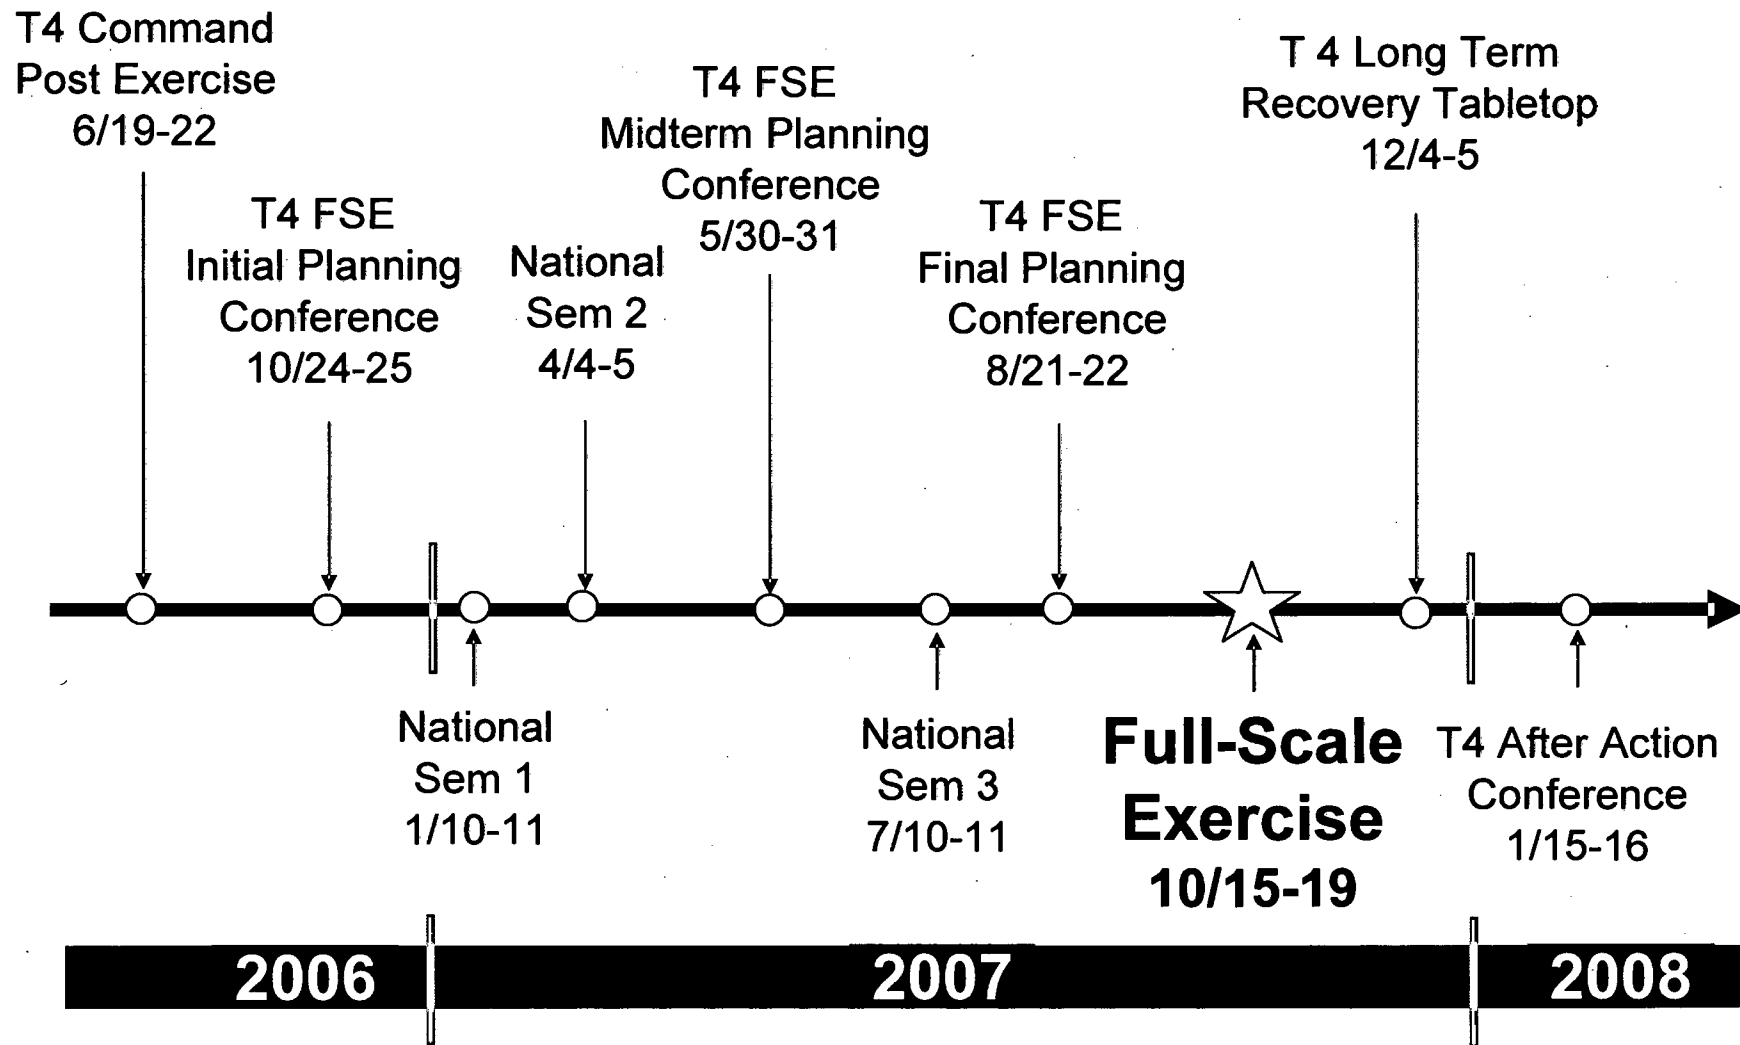 T4 Command
Post Exercise
6/19-22
T4 FSE
Initial Planning
Conference
10/24-25
National
Sem 2
4/4-5
T4 FSE
Midterm Planning
Conference
5/30-31
T4 FSE
Final Planning
Conference
8/21-22
T 4 Long Term
Recovery Tabletop
12/4-5
National
Sem 1
1/10-11
National
Sem 3
7/10-11
Full-Scale
Exercise
10/15-19
T4 After Action
Conference
1/15-16
2006
2007
2008